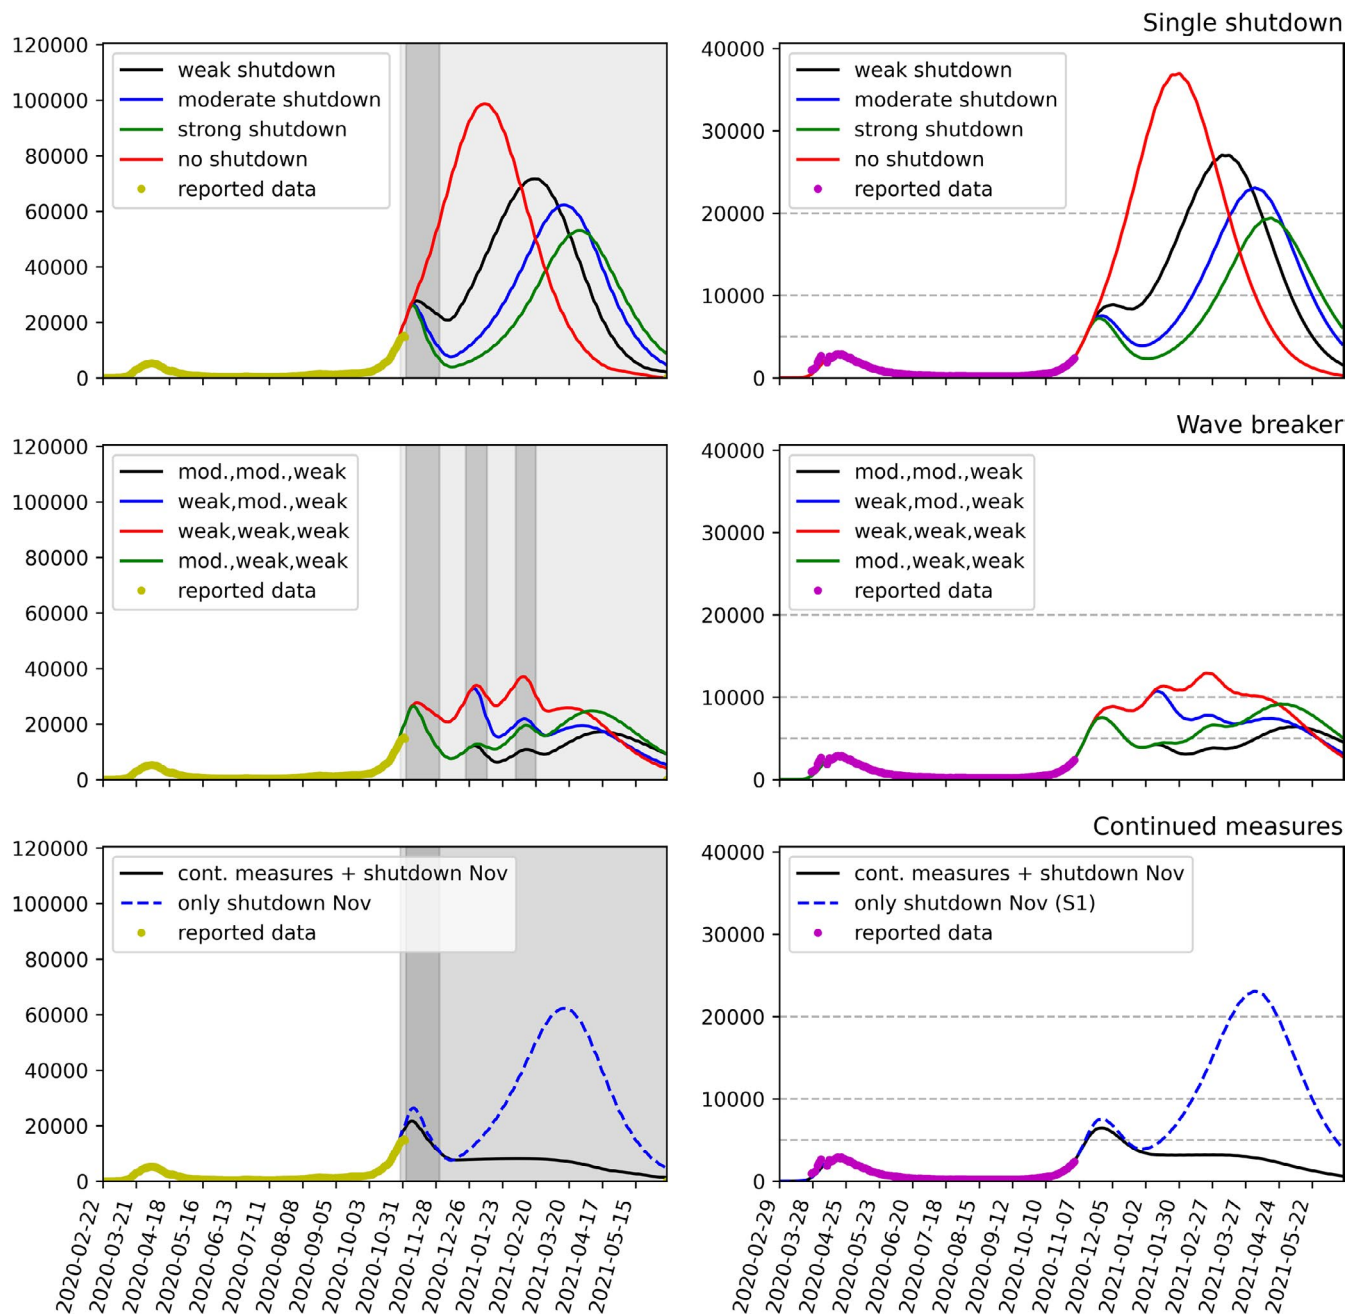 Single shutdown
120000
100000
80000
60000
40000
20000
0
weak shutdown
moderate shutdown
strong shutdown
no shutdown
reported data
40000
30000
20000
10000
5000
0
weak shutdown
moderate shutdown
strong shutdown
no shutdown
reported data
Wave breaker
120000
100000
80000
60000
40000
20000
0
mod.,mod.,weak
weak,mod.,weak
weak,weak,weak
mod.,weak,weak
reported data
40000
30000
20000
10000
5000
0
mod.,mod.,weak
weak,mod.,weak
weak,weak,weak
mod.,weak,weak
reported data
Continued measures
120000
100000
80000
60000
40000
20000
0
cont. measures + shutdown Nov
only shutdown Nov
reported data
40000
30000
20000
10000
5000
0
cont. measures + shutdown Nov
only shutdown Nov (S1)
reported data
2020-02-22
2020-03-21
2020-04-18
2020-05-16
2020-06-13
2020-07-11
2020-08-08
2020-09-05
2020-10-03
2020-10-31
2020-11-28
2020-12-26
2021-01-23
2021-02-20
2021-03-20
2021-04-17
2021-05-15
2020-02-29
2020-03-28
2020-04-25
2020-05-23
2020-06-20
2020-07-18
2020-08-15
2020-09-12
2020-10-10
2020-11-07
2020-12-05
2021-01-02
2021-01-30
2021-02-27
2021-03-27
2021-04-24
2021-05-22